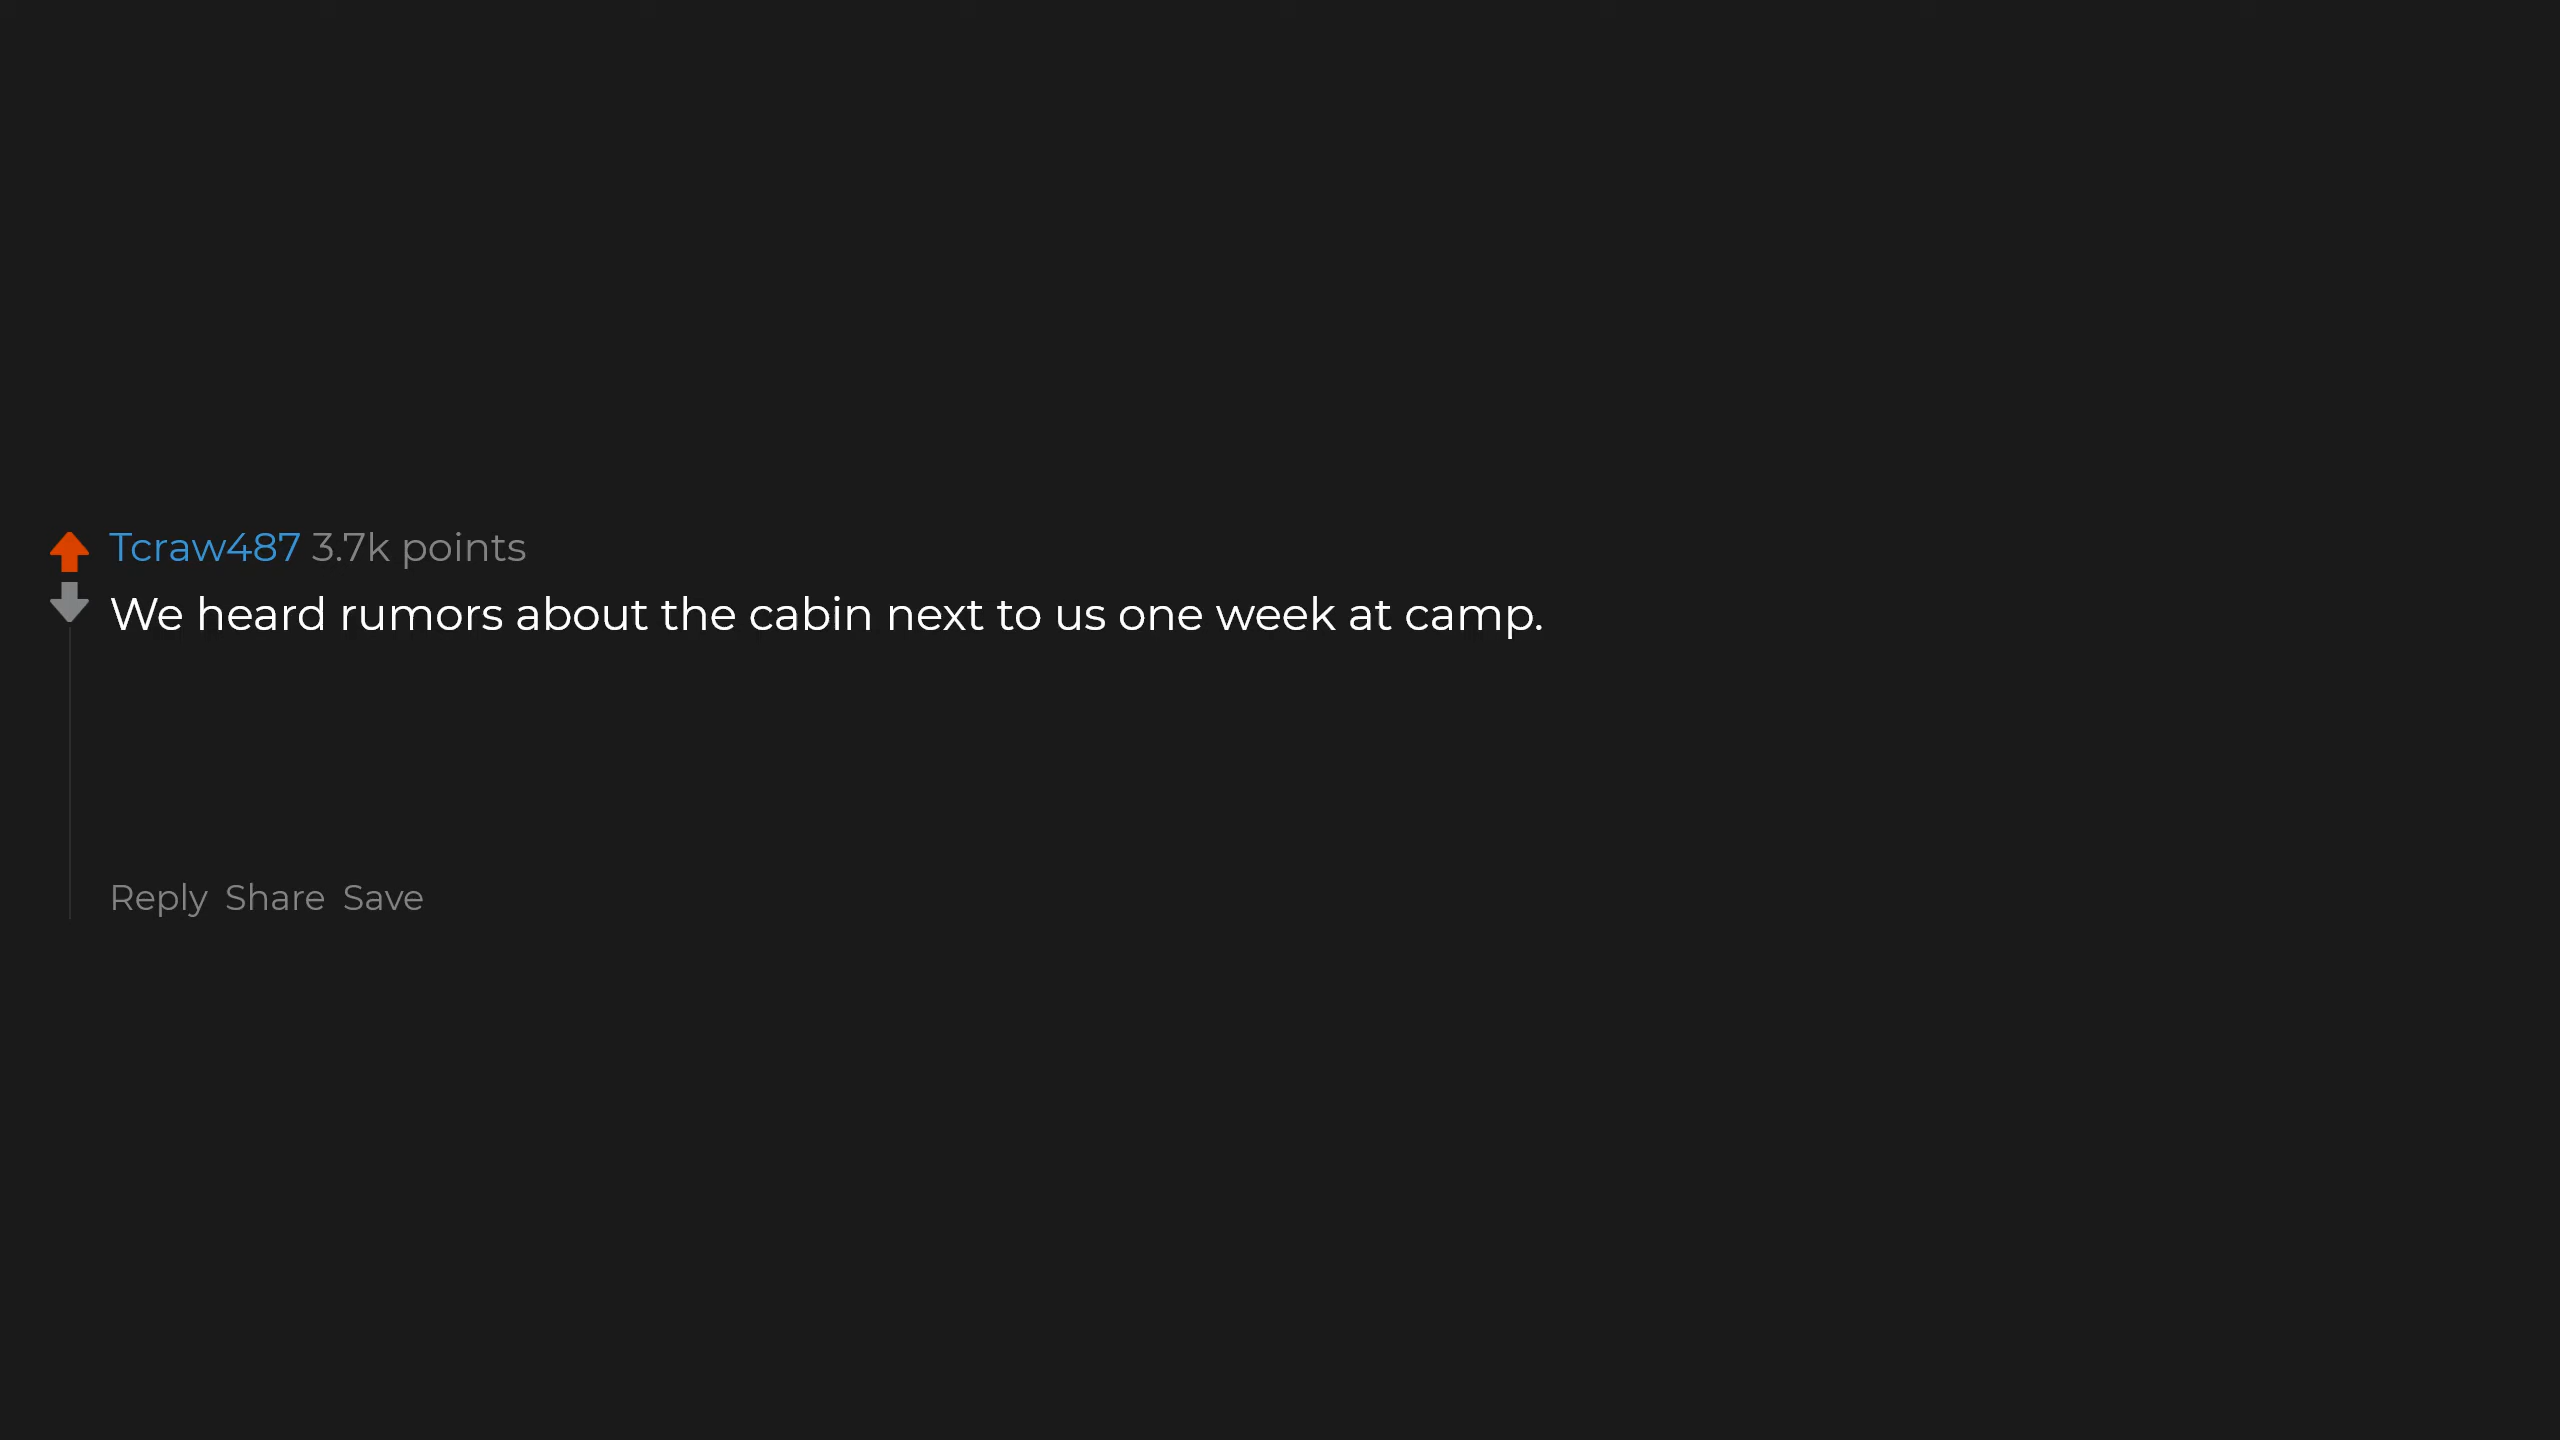 Tcraw487 3.7k points
We heard rumors about the cabin next to us one week at camp.
Reply Share Save